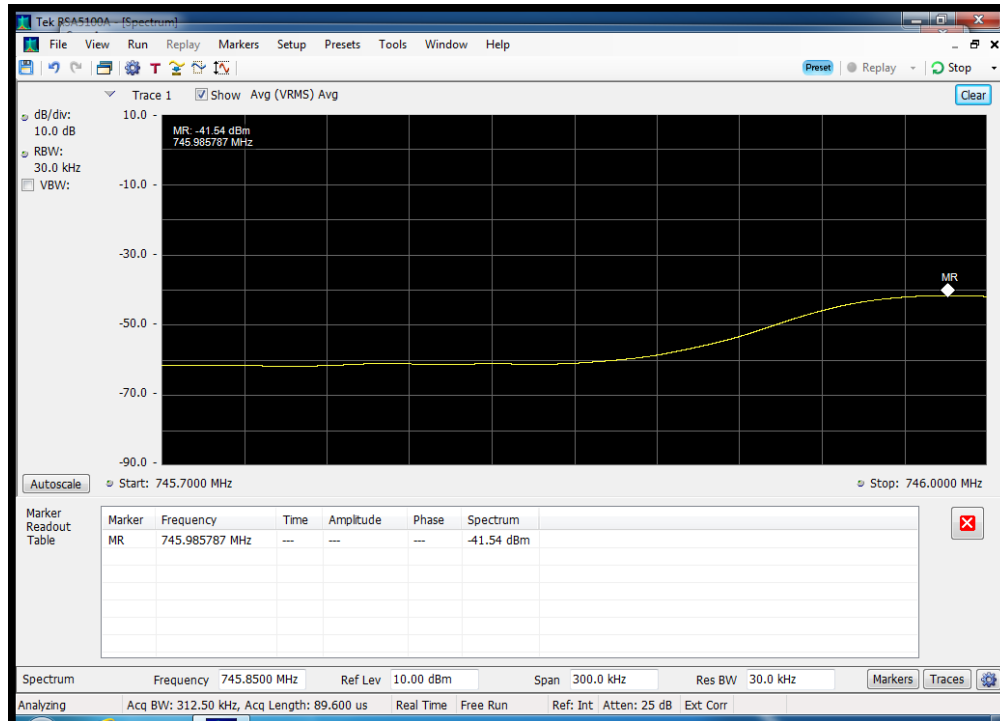 Tek RSA5100A - [Spectrum]
File View Run Replay Markers Setup Presets Tools Window Help
T Preset Replay Stop
Trace 1 Show Avg (VRMS) Avg Clear
dB/div:
10.0 dB
RBW:
30.0 kHz
VBW:
10.0
-10.0
-30.0
-50.0
-70.0
-90.0
MR: -41.54 dBm
745.985787 MHz
MR
Autoscale Start: 745.7000 MHz Stop: 746.0000 MHz
Marker
Readout
Table
Marker Frequency Time Amplitude Phase Spectrum
MR 745.985787 MHz --- --- --- -41.54 dBm
Spectrum Frequency 745.8500 MHz Ref Lev 10.00 dBm Span 300.0 kHz Res BW 30.0 kHz Markers Traces
Analyzing Acq BW: 312.50 kHz, Acq Length: 89.600 us Real Time Free Run Ref: Int Atten: 25 dB Ext Corr